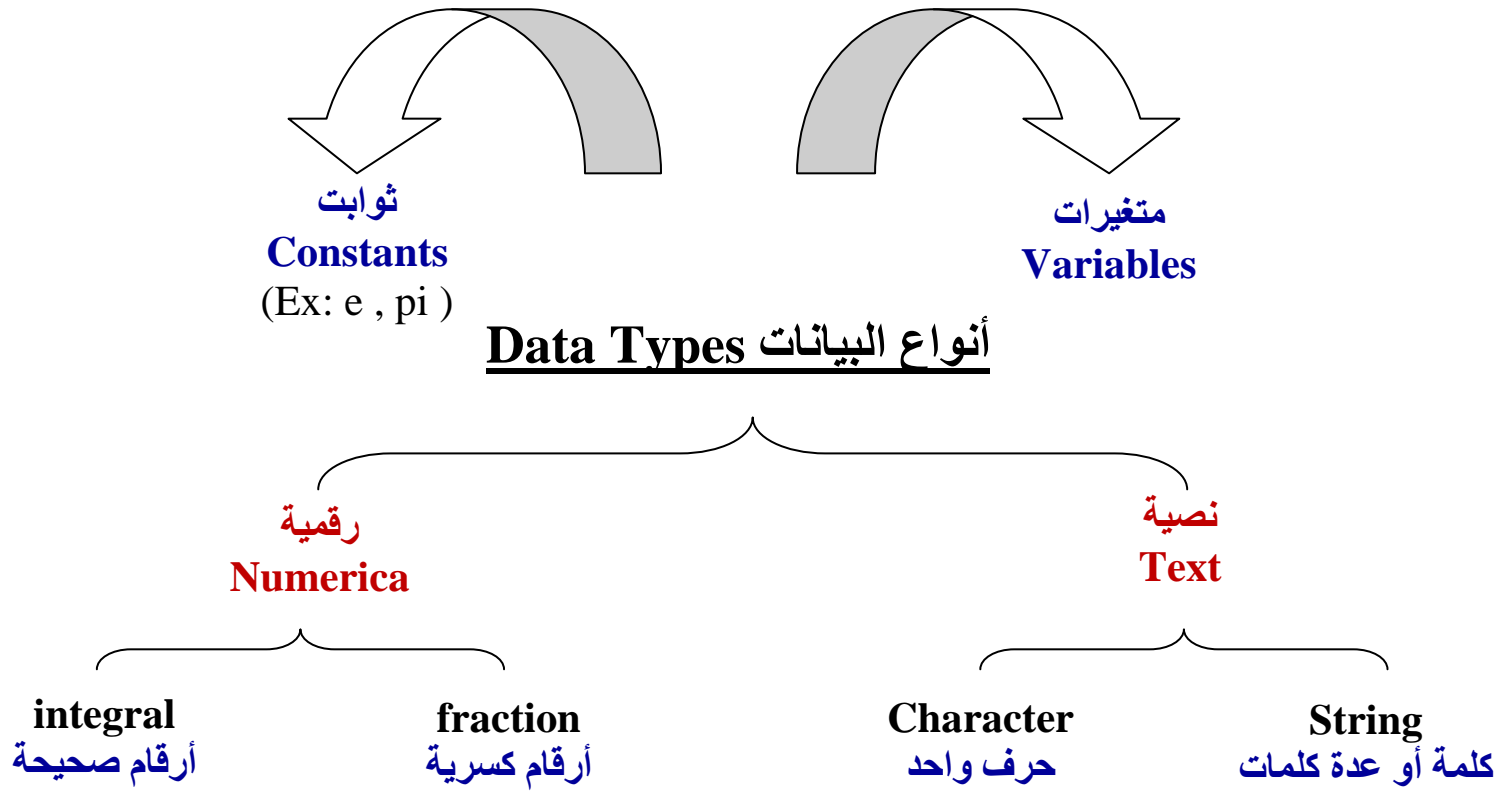 ثوابت
Constants
(Ex: e , pi )
متغيرات
Variables
أنواع البيانات Data Types
رقمية
Numerica
نصية
Text
integral
أرقام صحيحة
fraction
أرقام كسرية
Character
حرف واحد
String
كلمة أو عدة كلمات